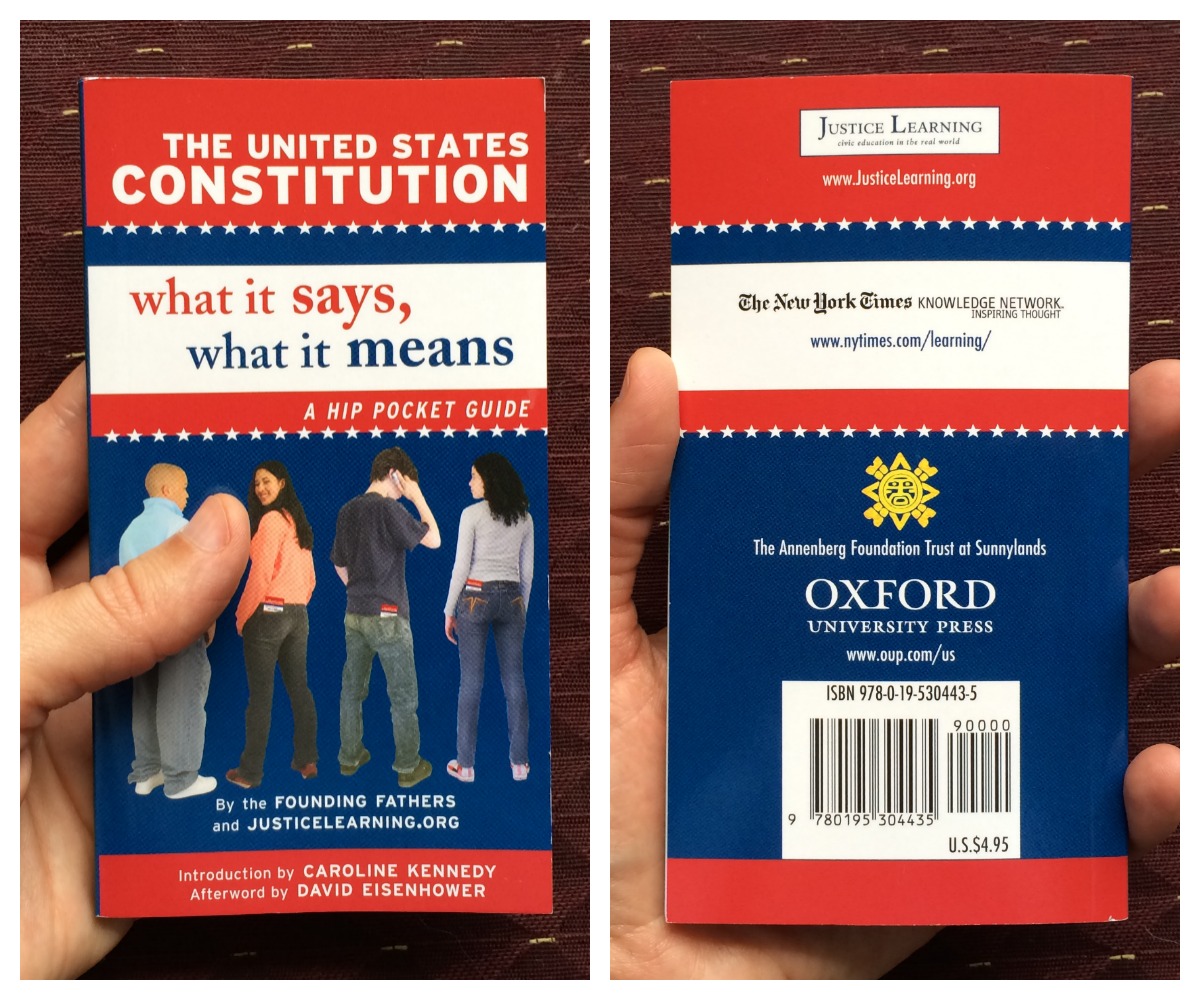 THE UNITED STATES
CONSTITUTION
what it says,
what it means
A HIP POCKET GUIDE
By the FOUNDING FATHERS
and JUSTICELEARNING.ORG
Introduction by CAROLINE KENNEDY
Afterword by DAVID EISENHOWER
JUSTICE LEARNING
civic education in the real world
www.JusticeLearning.org
The New York Times KNOWLEDGE NETWORK™
INSPIRING THOUGHT
www.nytimes.com/learning/
The Annenberg Foundation Trust at Sunnylands
OXFORD
UNIVERSITY PRESS
www.oup.com/us
ISBN 978-0-19-530443-5
90000
9 780195 304435
U.S.$4.95